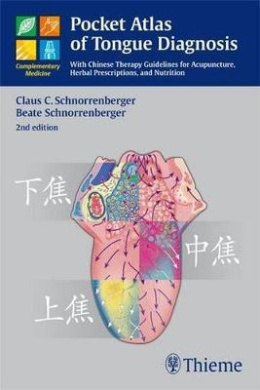 Pocket Atlas
of Tongue Diagnosis
Complementary
Medicine
With Chinese Therapy Guidelines for Acupuncture,
Herbal Prescriptions, and Nutrition
Claus C. Schnorrenberger
Beate Schnorrenberger
2nd edition
下焦
中焦
上焦
Thieme